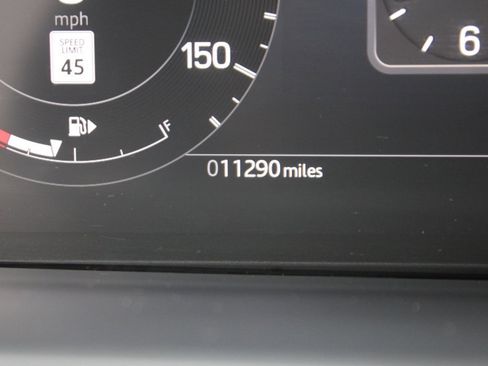 mph
SPEED
LIMIT
45
150
6
F
011290 miles